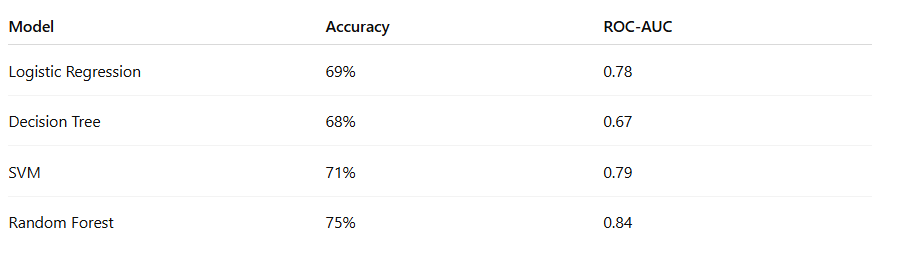 Model Accuracy ROC-AUC
Logistic Regression 69% 0.78
Decision Tree 68% 0.67
SVM 71% 0.79
Random Forest 75% 0.84